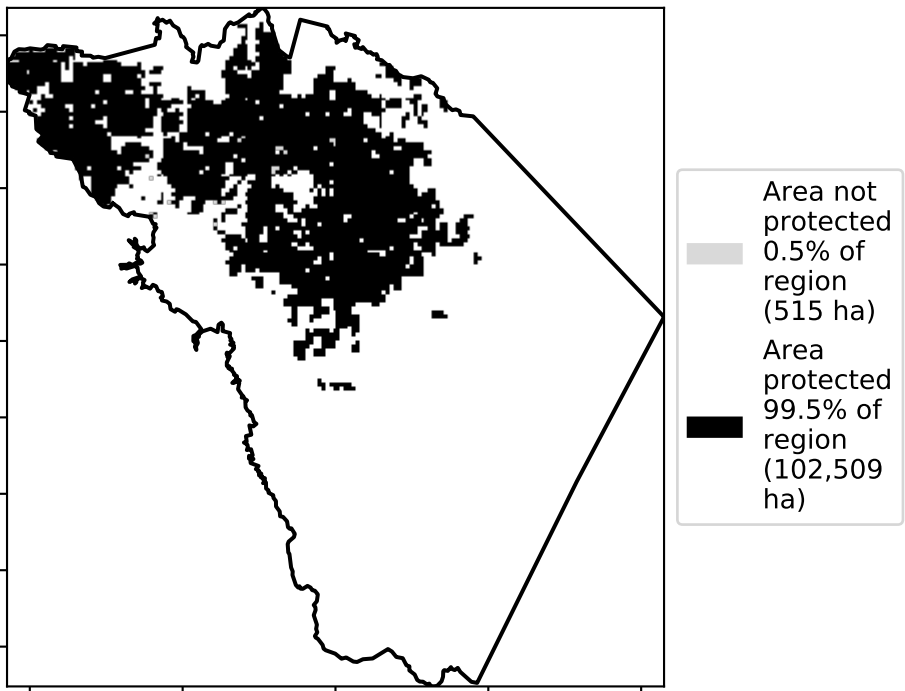 Area not
protected
0.5% of
region
(515 ha)
Area
protected
99.5% of
region
(102,509
ha)